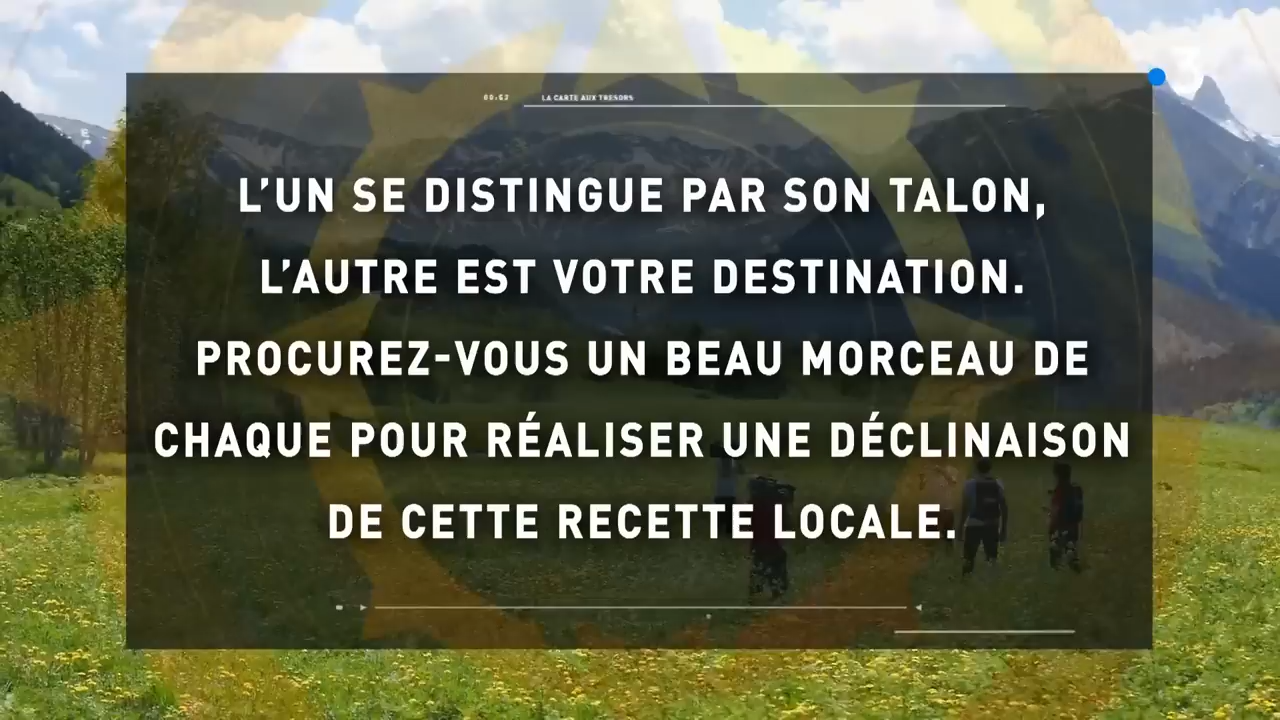 00:52 LA CARTE AUX TRESORS
3
L'UN SE DISTINGUE PAR SON TALON,
L'AUTRE EST VOTRE DESTINATION.
PROCUREZ-VOUS UN BEAU MORCEAU DE
CHAQUE POUR RÉALISER UNE DÉCLINAISON
DE CETTE RECETTE LOCALE.